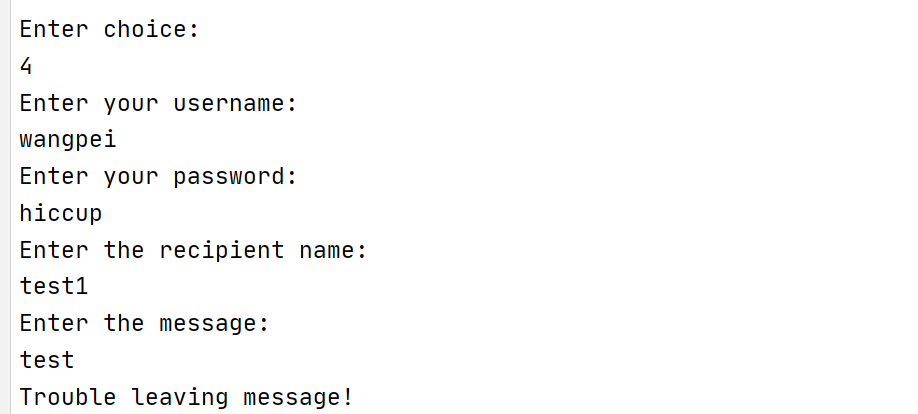 Enter choice:
4
Enter your username:
wangpei
Enter your password:
hiccup
Enter the recipient name:
test1
Enter the message:
test
Trouble leaving message!